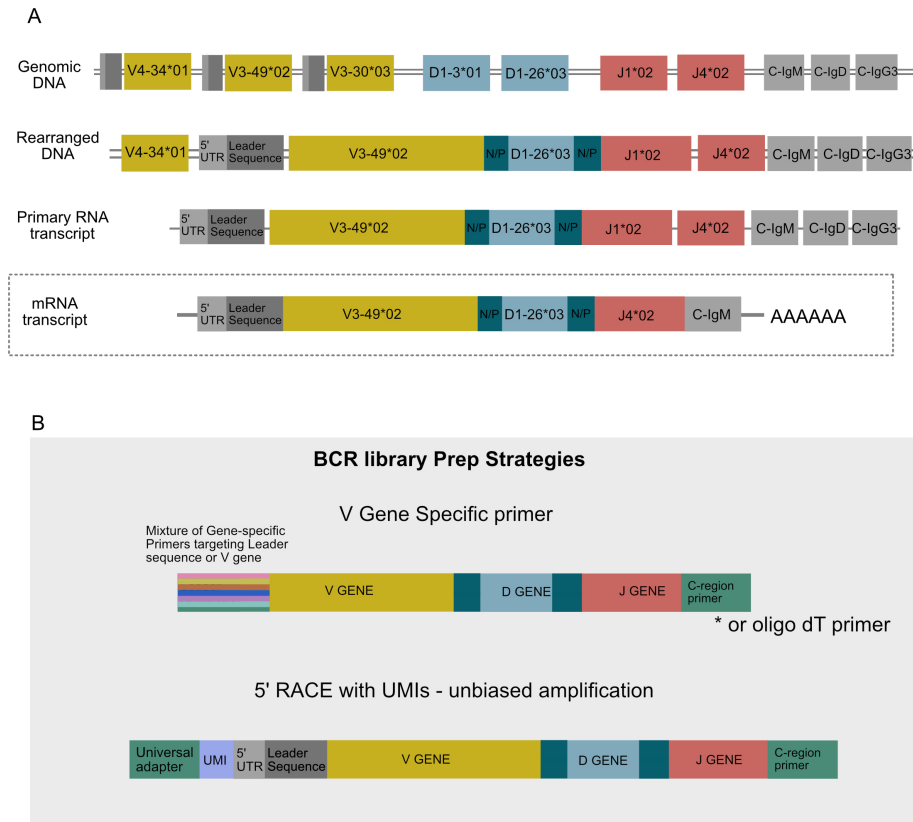 A
Genomic DNA
V4-34*01 V3-49*02 V3-30*03 D1-3*01 D1-26*03 J1*02 J4*02 C-IgM C-IgD C-IgG3
Rearranged DNA
V4-34*01 5' UTR Leader Sequence V3-49*02 N/P D1-26*03 N/P J1*02 J4*02 C-IgM C-IgD C-IgG3
Primary RNA transcript
5' UTR Leader Sequence V3-49*02 N/P D1-26*03 N/P J1*02 J4*02 C-IgM C-IgD C-IgG3
mRNA transcript
5' UTR Leader Sequence V3-49*02 N/P D1-26*03 N/P J4*02 C-IgM AAAAAA
B
BCR library Prep Strategies
V Gene Specific primer
Mixture of Gene-specific
Primers targeting Leader
sequence or V gene
V GENE D GENE J GENE C-region primer
* or oligo dT primer
5' RACE with UMIs - unbiased amplification
Universal adapter UMI 5' UTR Leader Sequence V GENE D GENE J GENE C-region primer